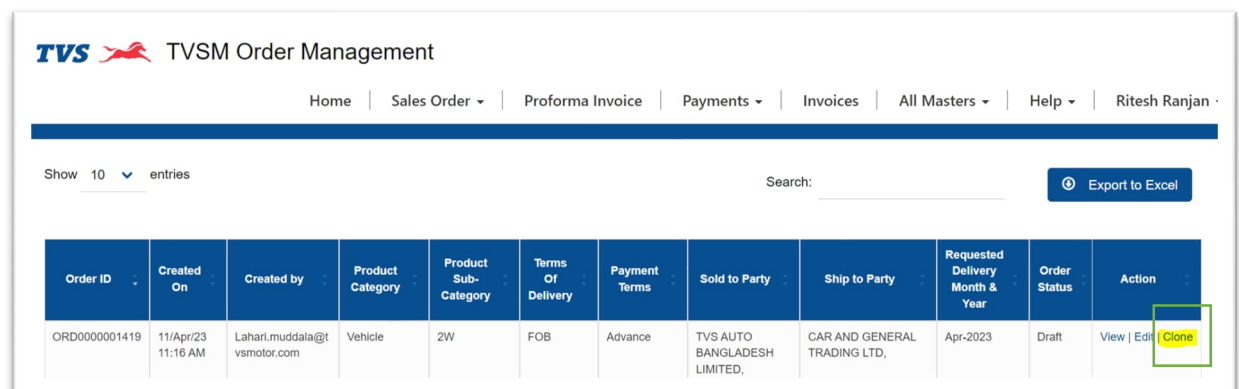 TVS TVSM Order Management
Home Sales Order Proforma Invoice Payments Invoices All Masters Help Ritesh Ranjan
Show 10 entries
Search:
Export to Excel
Order ID
Created
On
Created by
Product
Category
Product
Sub-
Category
Terms
Of
Delivery
Payment
Terms
Sold to Party
Ship to Party
Requested
Delivery
Month &
Year
Order
Status
Action
ORD0000001419
11/Apr/23
11:16 AM
Lahari.muddala@t
vsmotor.com
Vehicle
2W
FOB
Advance
TVS AUTO
BANGLADESH
LIMITED,
CAR AND GENERAL
TRADING LTD,
Apr-2023
Draft
View | Edit | Clone